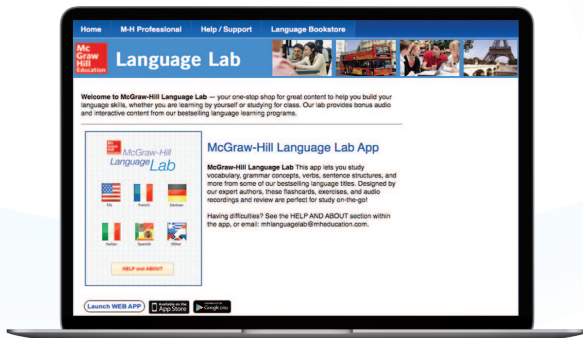 Home M-H Professional Help / Support Language Bookstore
Mc
Graw
Hill
Education
Language Lab
Welcome to McGraw-Hill Language Lab — your one-stop shop for great content to help you build your
language skills, whether you are learning by yourself or studying for class. Our lab provides bonus audio
and interactive content from our bestselling language learning programs.
McGraw-Hill
Language Lab
ESL French German
Italian Spanish Other
HELP and ABOUT
McGraw-Hill Language Lab App
McGraw-Hill Language Lab This app lets you study
vocabulary, grammar concepts, verbs, sentence structures, and
more from some of our bestselling language titles. Designed by
our expert authors, these flashcards, exercises, and audio
recordings and review are perfect for study on-the-go!
Having difficulties? See the HELP AND ABOUT section within
the app, or email: mhlanguagelab@mheducation.com.
Launch WEB APP
Available on the
App Store
Google play